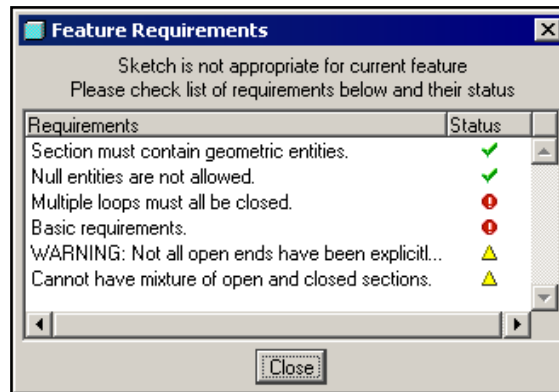 Feature Requirements
Sketch is not appropriate for current feature
Please check list of requirements below and their status
Requirements Status
Section must contain geometric entities.
Null entities are not allowed.
Multiple loops must all be closed.
Basic requirements.
WARNING: Not all open ends have been explicitl...
Cannot have mixture of open and closed sections.
Close